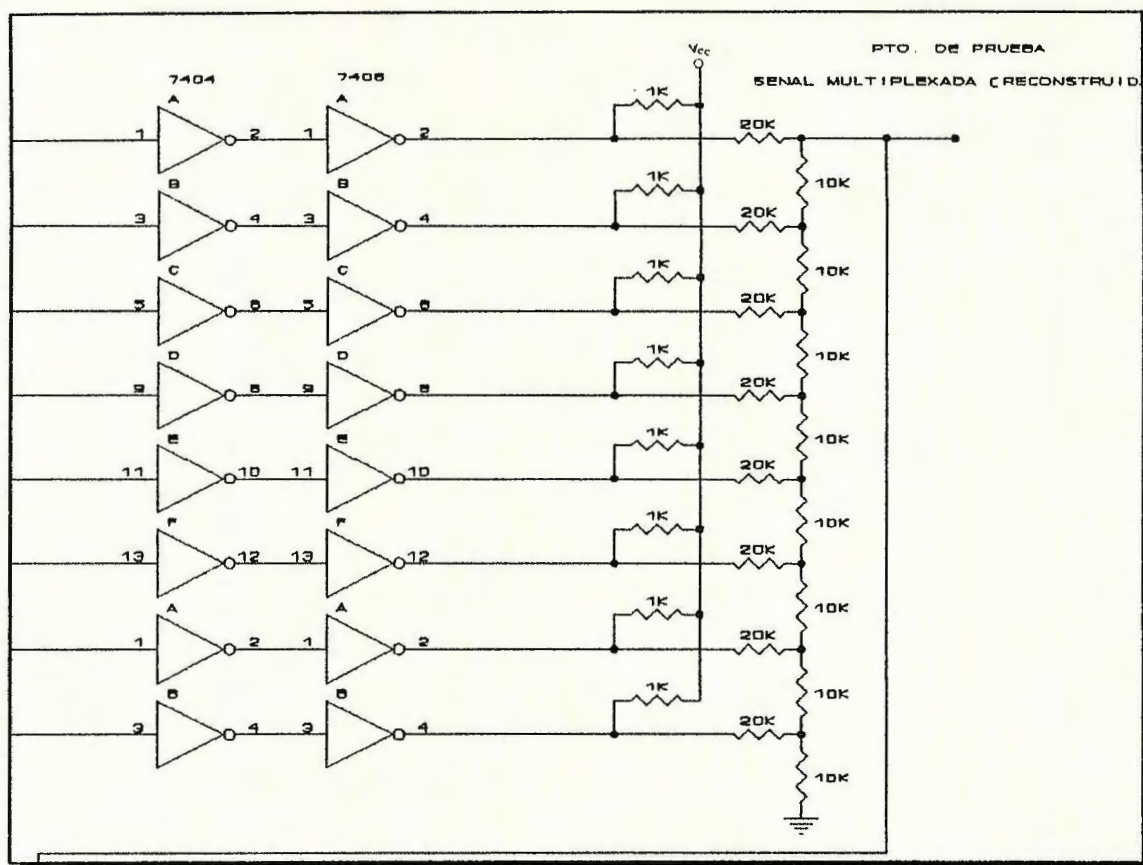 Vcc
PTO. DE PRUEBA
SENAL MULTIPLEXADA (RECONSTRUID
7404 7406
A A 1K
1 2 1 2 20K
10K
B B 1K
3 4 3 4 20K
10K
C C 1K
5 6 5 6 20K
10K
D D 1K
9 8 9 8 20K
10K
E E 1K
11 10 11 10 20K
10K
F F 1K
13 12 13 12 20K
10K
A A 1K
1 2 1 2 20K
10K
B B 1K
3 4 3 4 20K
10K